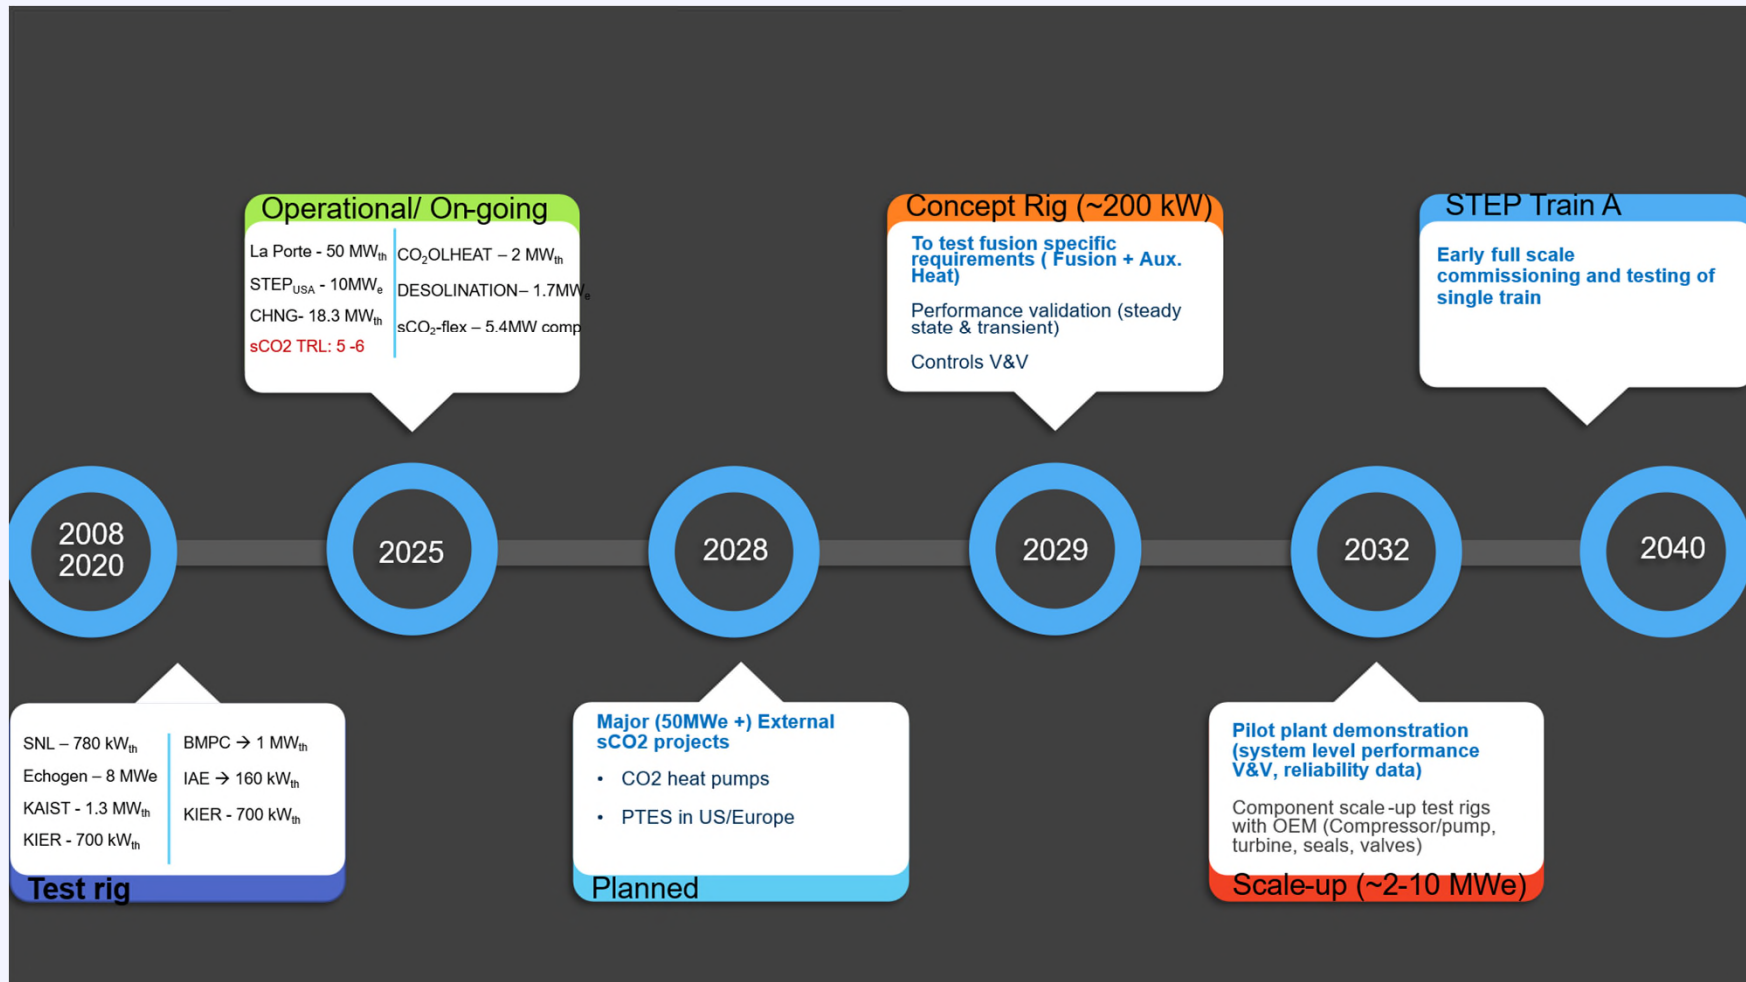 Operational/ On-going
La Porte - 50 MWth
STEPUSA - 10MWe
CHNG- 18.3 MWth
sCO2 TRL: 5 -6
CO2OLHEAT – 2 MWth
DESOLINATION– 1.7MWe
sCO2-flex – 5.4MW comp
Concept Rig (~200 kW)
To test fusion specific
requirements ( Fusion + Aux.
Heat)
Performance validation (steady
state & transient)
Controls V&V
STEP Train A
Early full scale
commissioning and testing of
single train
2008
2020
2025
2028
2029
2032
2040
SNL – 780 kWth
Echogen – 8 MWe
KAIST - 1.3 MWth
KIER - 700 kWth
BMPC → 1 MWth
IAE → 160 kWth
KIER - 700 kWth
Test rig
Major (50MWe +) External
sCO2 projects
• CO2 heat pumps
• PTES in US/Europe
Planned
Pilot plant demonstration
(system level performance
V&V, reliability data)
Component scale-up test rigs
with OEM (Compressor/pump,
turbine, seals, valves)
Scale-up (~2-10 MWe)